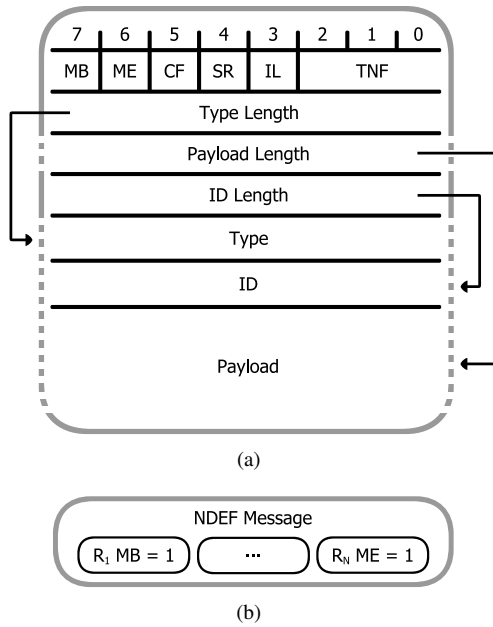 7 6 5 4 3 2 1 0
MB ME CF SR IL TNF
Type Length
Payload Length
ID Length
Type
ID
Payload
(a)
NDEF Message
R₁ MB = 1 ... R_N ME = 1
(b)